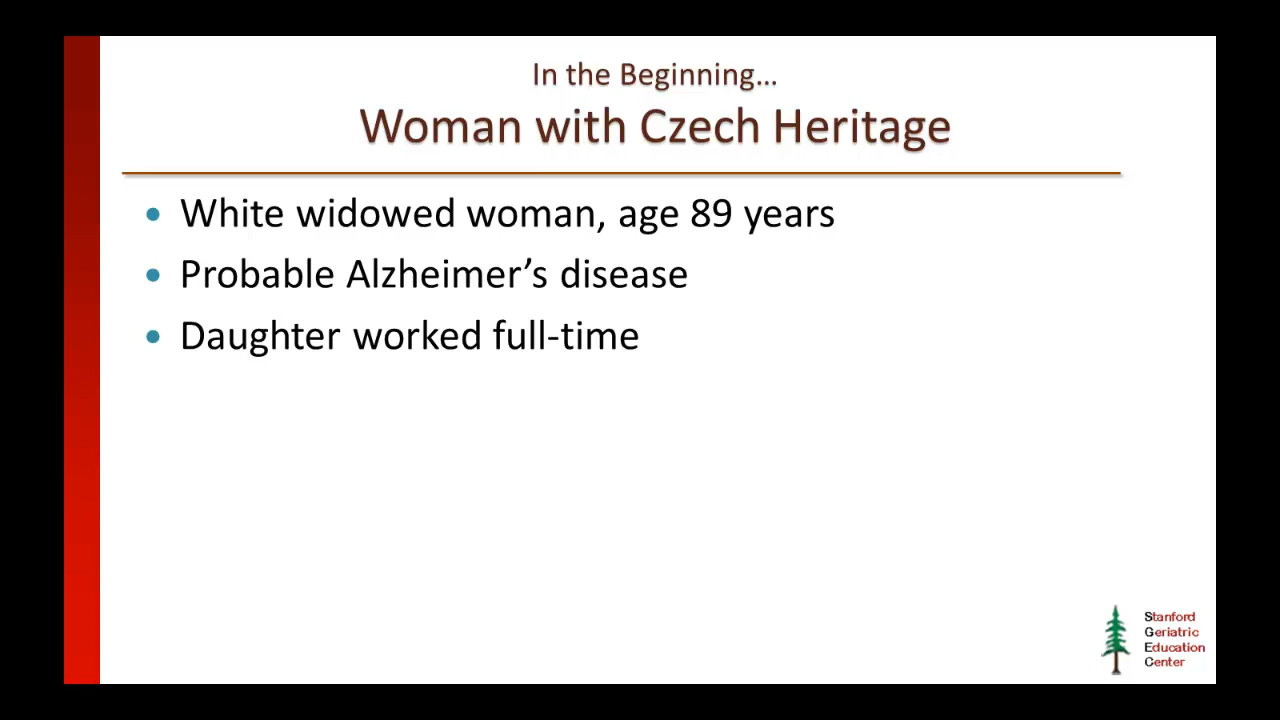 In the Beginning...
Woman with Czech Heritage
• White widowed woman, age 89 years
• Probable Alzheimer’s disease
• Daughter worked full-time
Stanford
Geriatric
Education
Center